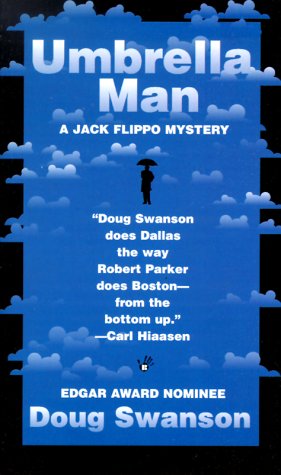 Umbrella
Man
A JACK FLIPPO MYSTERY
“Doug Swanson
does Dallas
the way
Robert Parker
does Boston—
from the
bottom up.”
—Carl Hiaasen
EDGAR AWARD NOMINEE
Doug Swanson